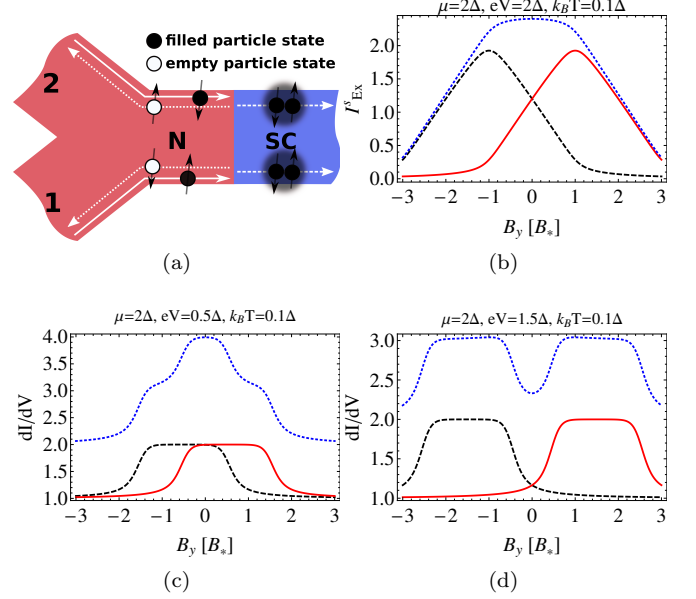 filled particle state
empty particle state
2
N
SC
1
(a)
μ=2Δ, eV=2Δ, k_BT=0.1Δ
I^s_Ex
2.0
1.5
1.0
0.5
0.0
−3 −2 −1 0 1 2 3
B_y [B_*]
(b)
μ=2Δ, eV=0.5Δ, k_BT=0.1Δ
dI/dV
4.0
3.5
3.0
2.5
2.0
1.5
1.0
−3 −2 −1 0 1 2 3
B_y [B_*]
(c)
μ=2Δ, eV=1.5Δ, k_BT=0.1Δ
dI/dV
3.0
2.5
2.0
1.5
1.0
−3 −2 −1 0 1 2 3
B_y [B_*]
(d)